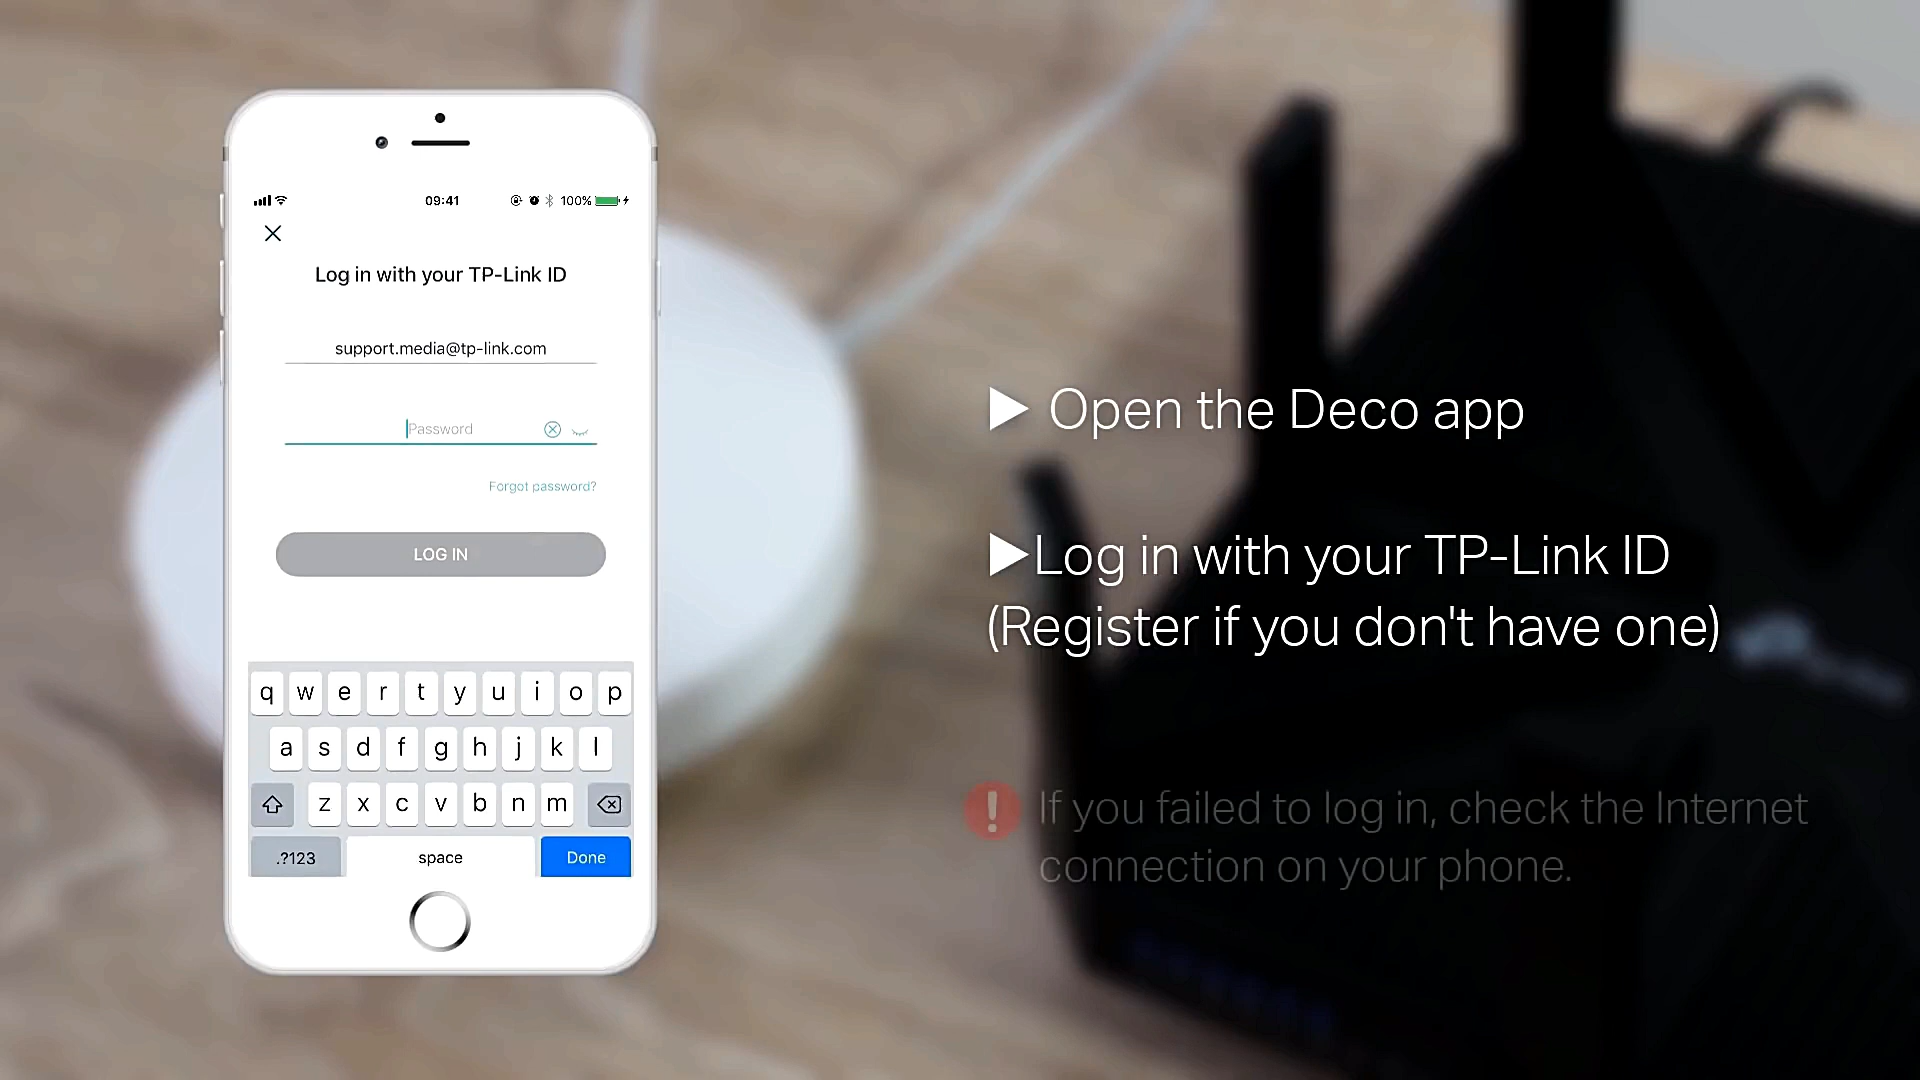 09:41
100%
Log in with your TP-Link ID
support.media@tp-link.com
Password
Forgot password?
LOG IN
q w e r t y u i o p
a s d f g h j k l
z x c v b n m
.?123 space Done
▶ Open the Deco app
▶Log in with your TP-Link ID
(Register if you don't have one)
! If you failed to log in, check the Internet
connection on your phone.